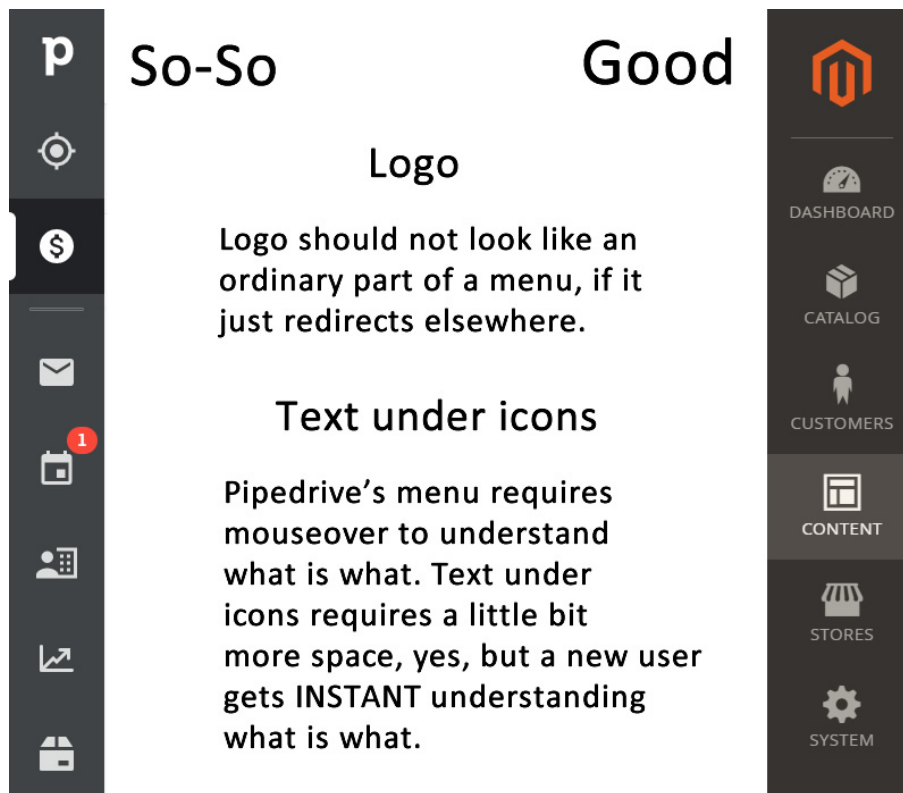 p
So-So
Good
Logo
Logo should not look like an
ordinary part of a menu, if it
just redirects elsewhere.
Text under icons
Pipedrive’s menu requires
mouseover to understand
what is what. Text under
icons requires a little bit
more space, yes, but a new user
gets INSTANT understanding
what is what.
$
1
DASHBOARD
CATALOG
CUSTOMERS
CONTENT
STORES
SYSTEM